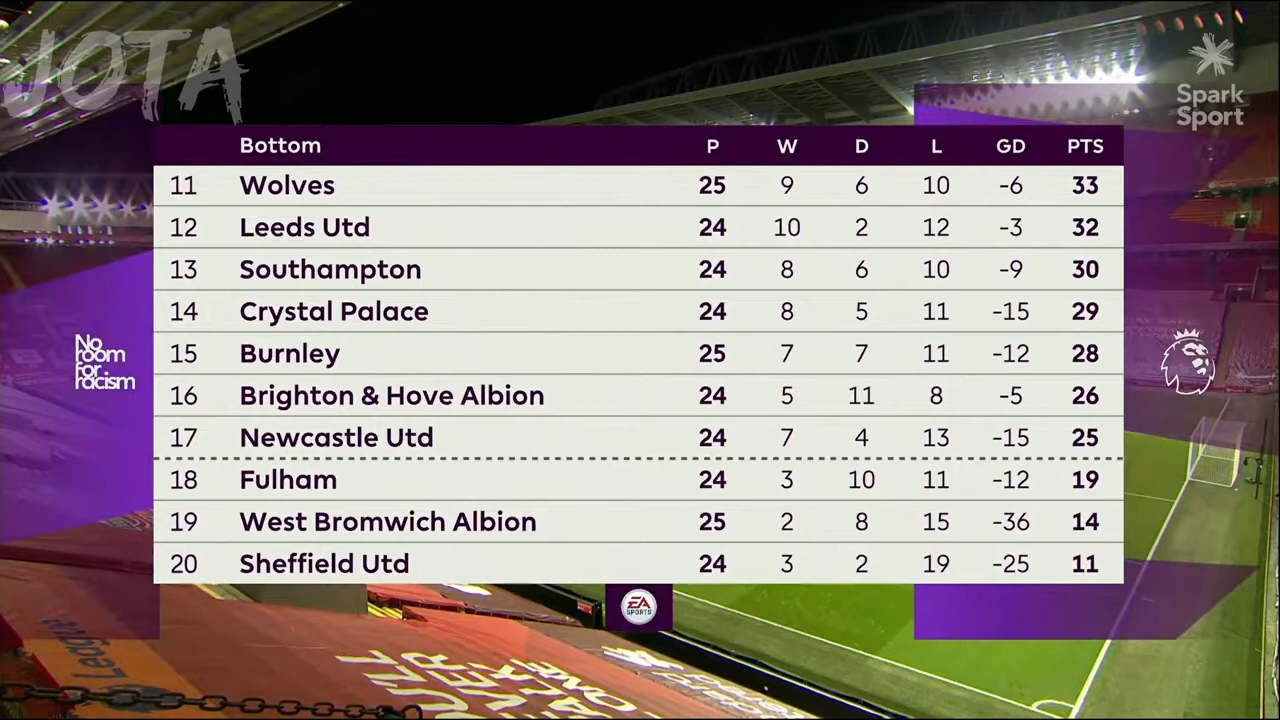 JOTA
Spark
Sport
Bottom P W D L GD PTS
11 Wolves 25 9 6 10 -6 33
12 Leeds Utd 24 10 2 12 -3 32
13 Southampton 24 8 6 10 -9 30
14 Crystal Palace 24 8 5 11 -15 29
15 Burnley 25 7 7 11 -12 28
16 Brighton & Hove Albion 24 5 11 8 -5 26
17 Newcastle Utd 24 7 4 13 -15 25
18 Fulham 24 3 10 11 -12 19
19 West Bromwich Albion 25 2 8 15 -36 14
20 Sheffield Utd 24 3 2 19 -25 11
No
room
for
racism
EA
SPORTS
League